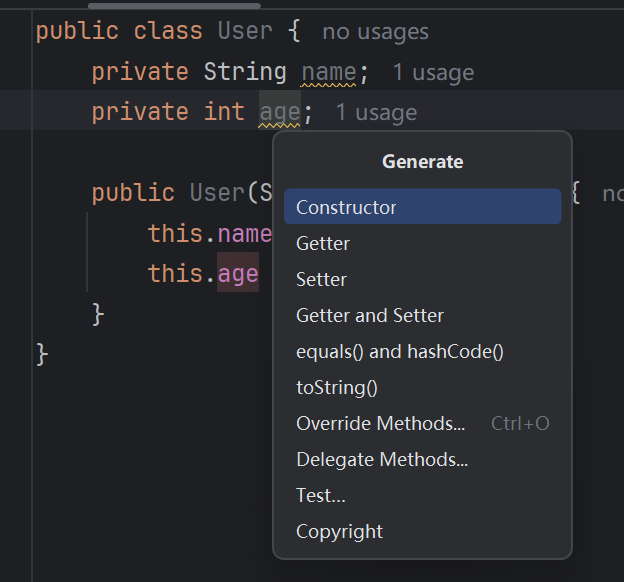 public class User { no usages
private String name; 1 usage
private int age; 1 usage
public User(S { no
this.name
this.age
}
}
Generate
Constructor
Getter
Setter
Getter and Setter
equals() and hashCode()
toString()
Override Methods... Ctrl+O
Delegate Methods...
Test...
Copyright